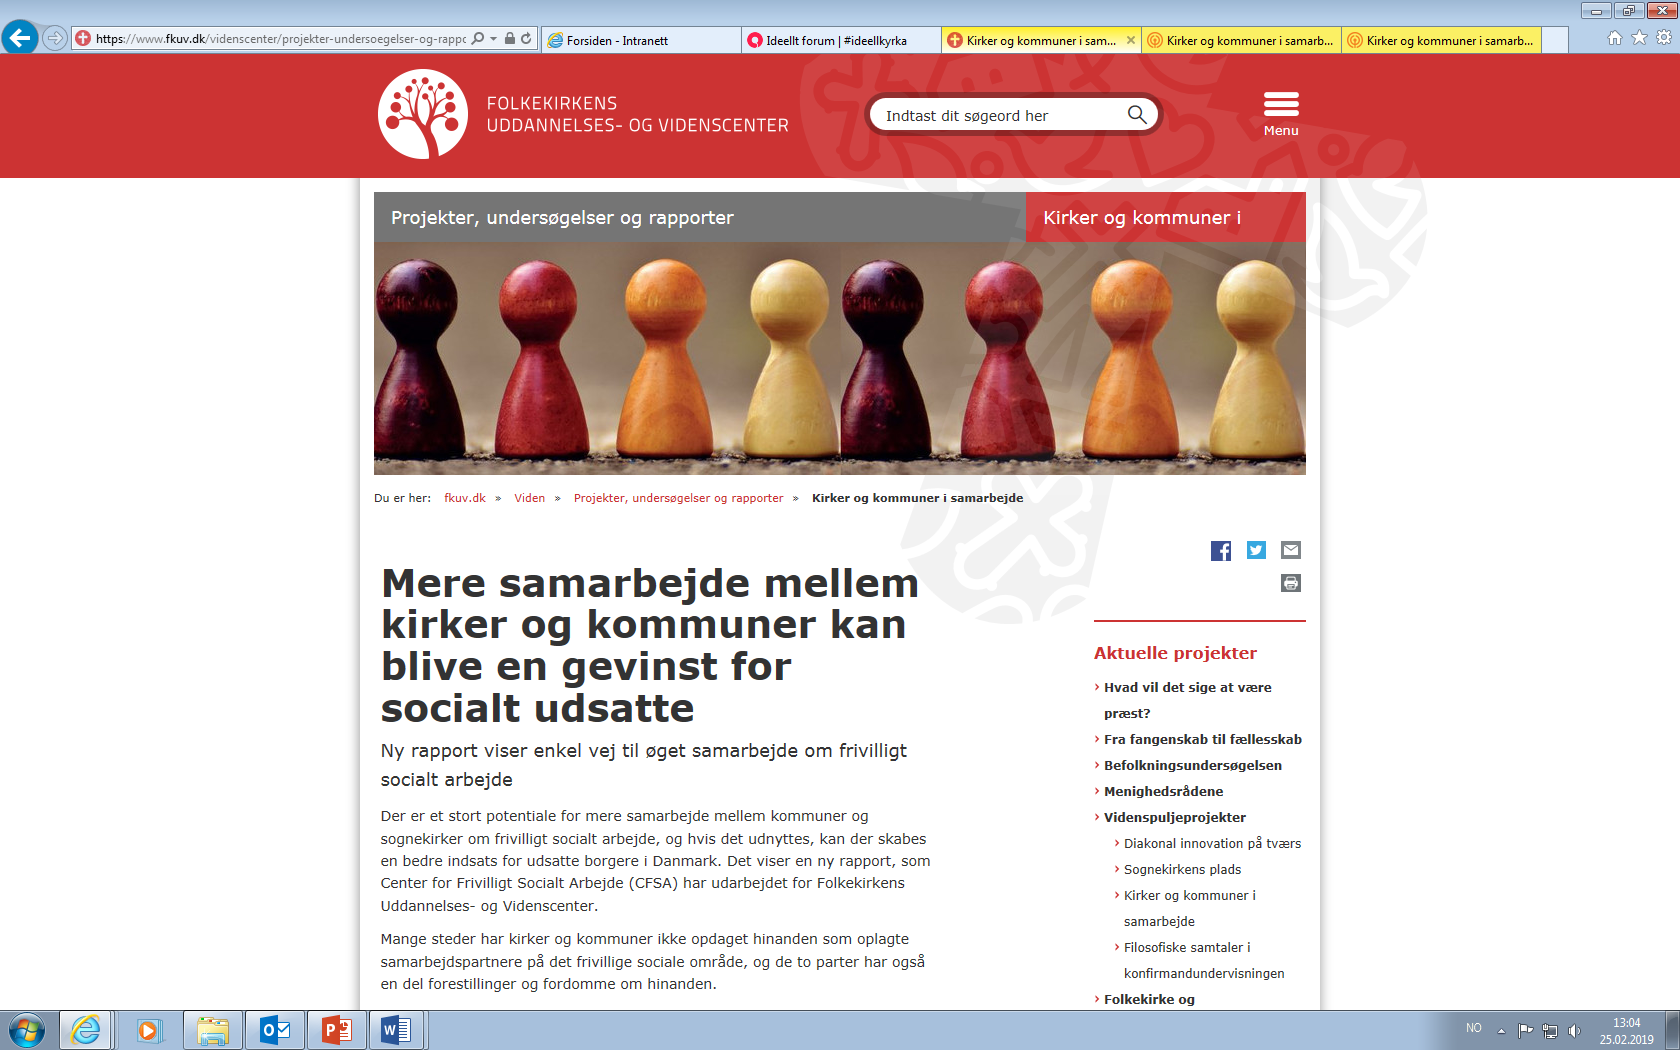 https://www.fkuv.dk/videnscenter/projekter-undersoegelser-og-rappo
Forsiden - Intranett
Ideellt forum | #ideellkyrka
Kirker og kommuner i sam...
Kirker og kommuner i samarb...
Kirker og kommuner i samarb...
FOLKEKIRKENS
UDDANNELSES- OG VIDENSCENTER
Indtast dit søgeord her
Menu
Projekter, undersøgelser og rapporter
Kirker og kommuner i
Du er her: fkuv.dk » Viden » Projekter, undersøgelser og rapporter » Kirker og kommuner i samarbejde
Mere samarbejde mellem
kirker og kommuner kan
blive en gevinst for
socialt udsatte
Ny rapport viser enkel vej til øget samarbejde om frivilligt
socialt arbejde
Der er et stort potentiale for mere samarbejde mellem kommuner og
sognekirker om frivilligt socialt arbejde, og hvis det udnyttes, kan der skabes
en bedre indsats for udsatte borgere i Danmark. Det viser en ny rapport, som
Center for Frivilligt Socialt Arbejde (CFSA) har udarbejdet for Folkekirkens
Uddannelses- og Videnscenter.
Mange steder har kirker og kommuner ikke opdaget hinanden som oplagte
samarbejdspartnere på det frivillige sociale område, og de to parter har også
en del forestillinger og fordomme om hinanden.
Aktuelle projekter
› Hvad vil det sige at være
præst?
› Fra fangenskab til fællesskab
› Befolkningsundersøgelsen
› Menighedsrådene
› Videnspuljeprojekter
› Diakonal innovation på tværs
› Sognekirkens plads
› Kirker og kommuner i
samarbejde
› Filosofiske samtaler i
konfirmandundervisningen
› Folkekirke og
NO
13:04
25.02.2019